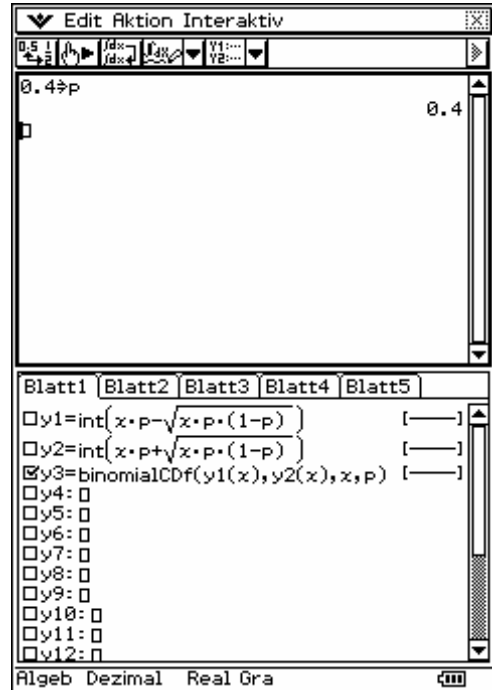 Edit Aktion Interaktiv
0.4⇒p
0.4
Blatt1 Blatt2 Blatt3 Blatt4 Blatt5
y1=int(x·p-√x·p·(1-p) )
y2=int(x·p+√x·p·(1-p) )
y3=binomialCDf(y1(x),y2(x),x,p)
y4:
y5:
y6:
y7:
y8:
y9:
y10:
y11:
y12:
Algeb Dezimal Real Gra